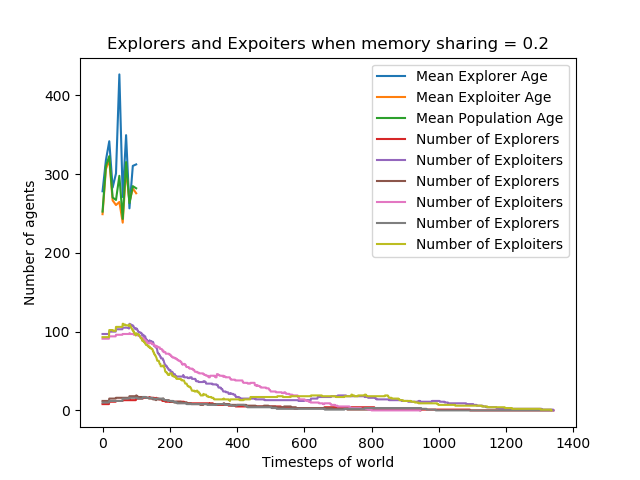 Explorers and Expoiters when memory sharing = 0.2
Mean Explorer Age
Mean Exploiter Age
Mean Population Age
Number of Explorers
Number of Exploiters
Number of Explorers
Number of Exploiters
Number of Explorers
Number of Exploiters
Number of agents
400
300
200
100
0
0 200 400 600 800 1000 1200 1400
Timesteps of world